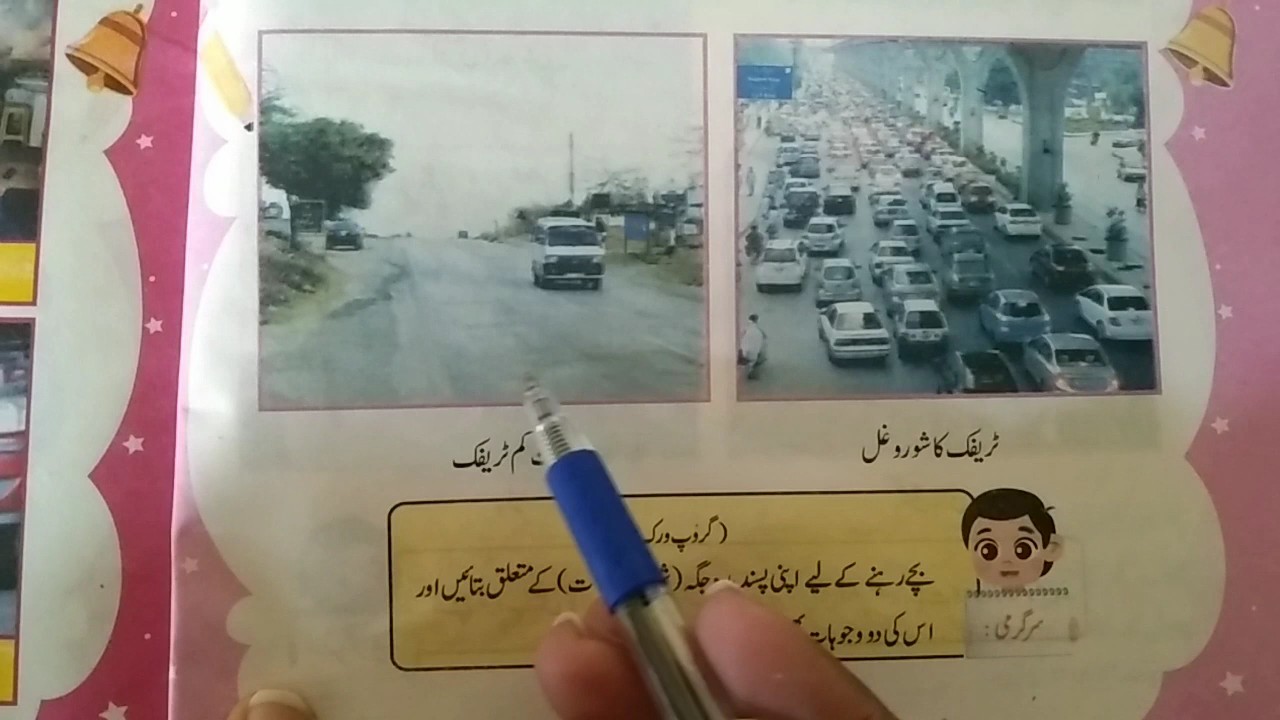 ٹریفک کا شور و غل
کم ٹریفک
(گروپ ورک
سرگرمی :
بچے رہنے کے لیے اپنی پسند جگہ ( ) کے متعلق بتائیں اور
اس کی دو وجوہات